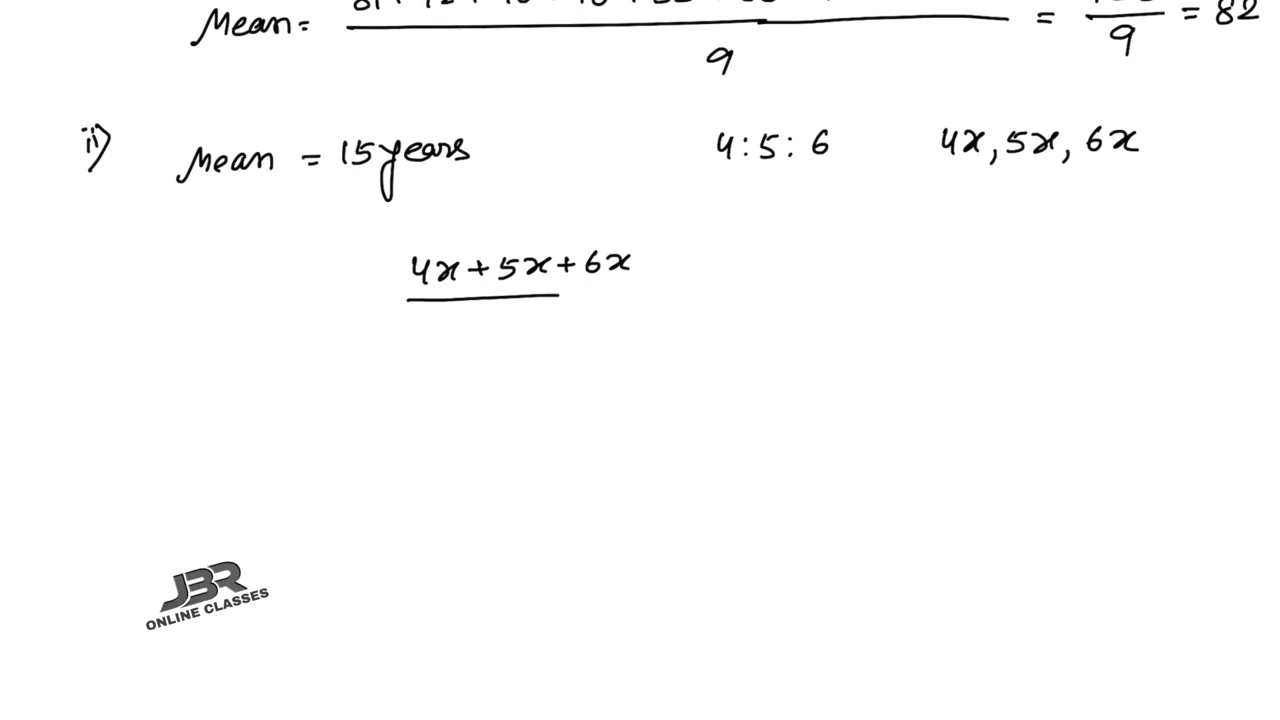 Mean =
9
=
9
= 82
ii) Mean = 15 years 4 : 5 : 6 4x, 5x, 6x
4x + 5x + 6x
JBR
ONLINE CLASSES